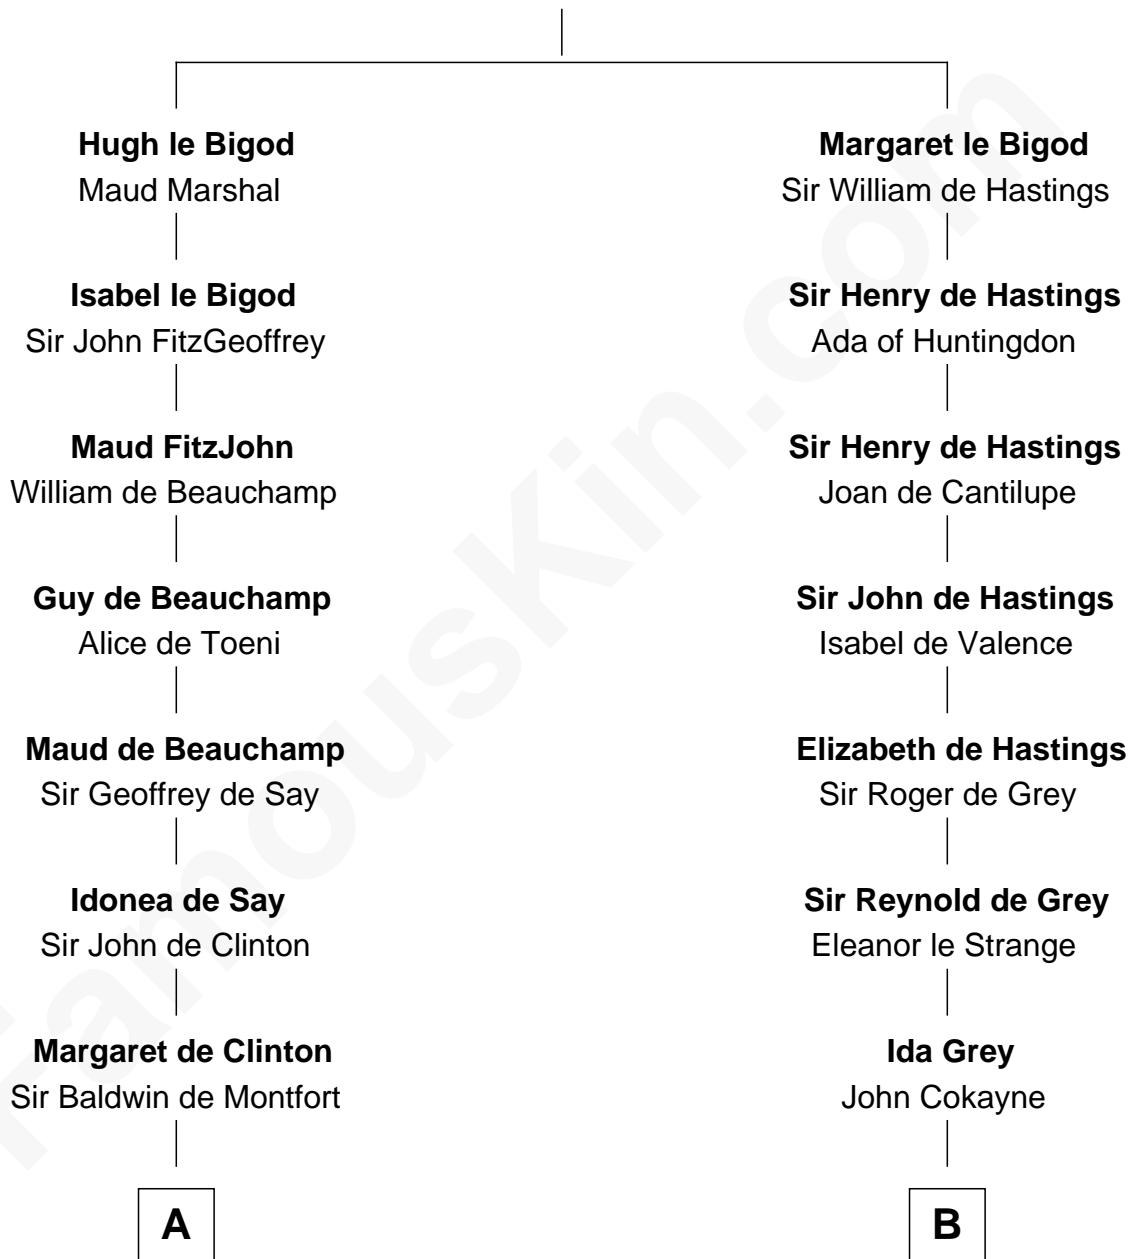 Hugh le Bigod
Maud Marshal
Isabel le Bigod
Sir John FitzGeoffrey
Maud FitzJohn
William de Beauchamp
Guy de Beauchamp
Alice de Toeni
Maud de Beauchamp
Sir Geoffrey de Say
Idonea de Say
Sir John de Clinton
Margaret de Clinton
Sir Baldwin de Montfort
A
Margaret le Bigod
Sir William de Hastings
Sir Henry de Hastings
Ada of Huntingdon
Sir Henry de Hastings
Joan de Cantilupe
Sir John de Hastings
Isabel de Valence
Elizabeth de Hastings
Sir Roger de Grey
Sir Reynold de Grey
Eleanor le Strange
Ida Grey
John Cokayne
B
FamousKin.com